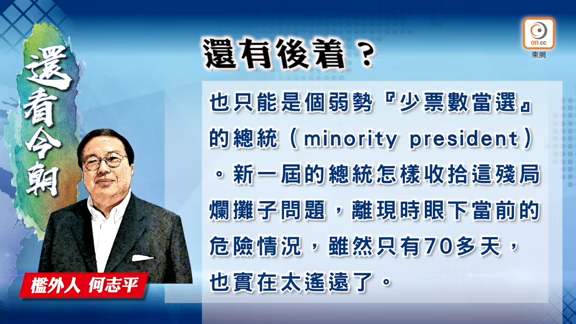 還有後着？
on.cc
東網
還看今朝
也只能是個弱勢『少票數當選』
的總統（minority president）
。新一屆的總統怎樣收拾這殘局
爛攤子問題，離現時眼下當前的
危險情況，雖然只有70多天，
也實在太遙遠了。
檻外人 何志平